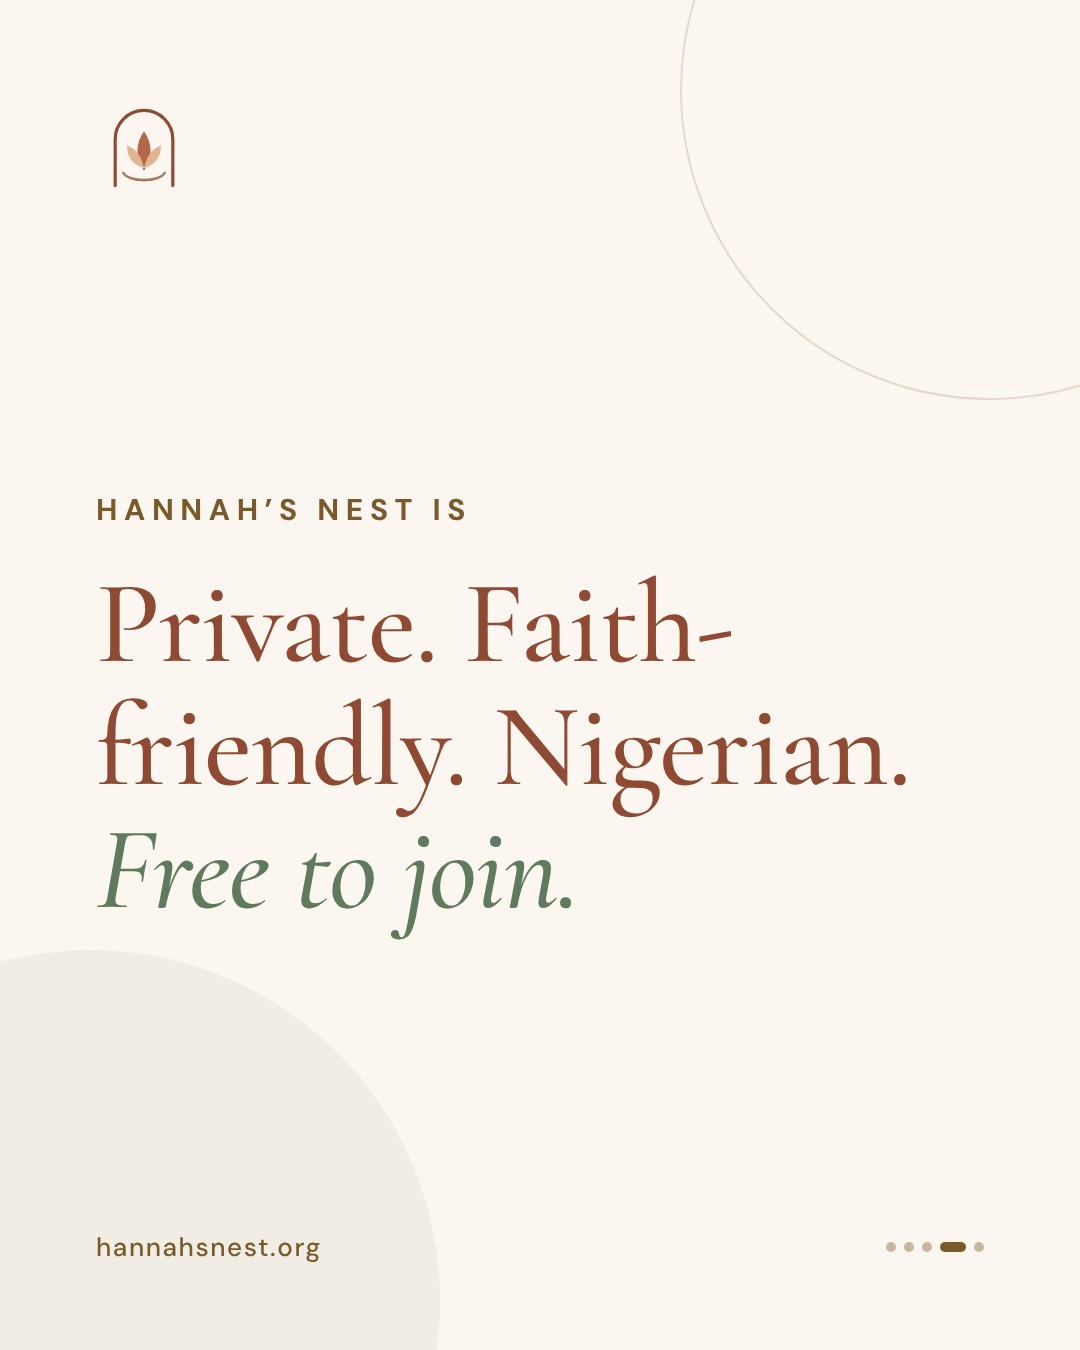 HANNAH’S NEST IS
Private. Faith-
friendly. Nigerian.
Free to join.
hannahsnest.org